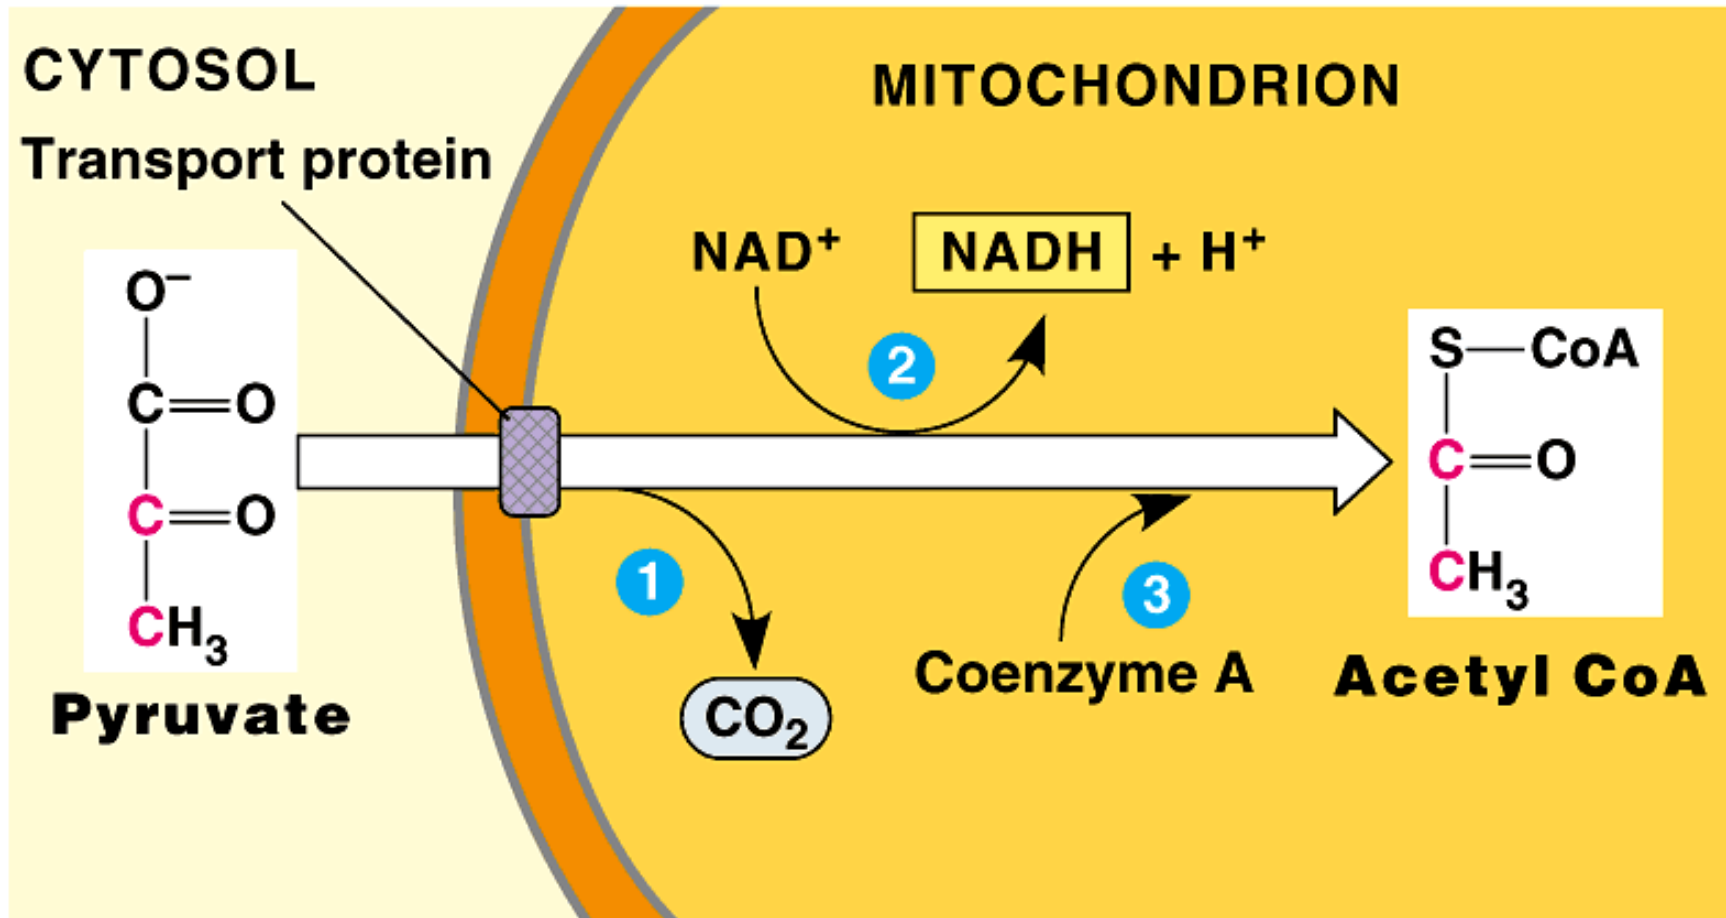 CYTOSOL
Transport protein
MITOCHONDRION
NAD⁺ NADH + H⁺
O⁻
C=O
C=O
CH₃
Pyruvate
2
1
3
CO₂
Coenzyme A
S—CoA
C=O
CH₃
Acetyl CoA